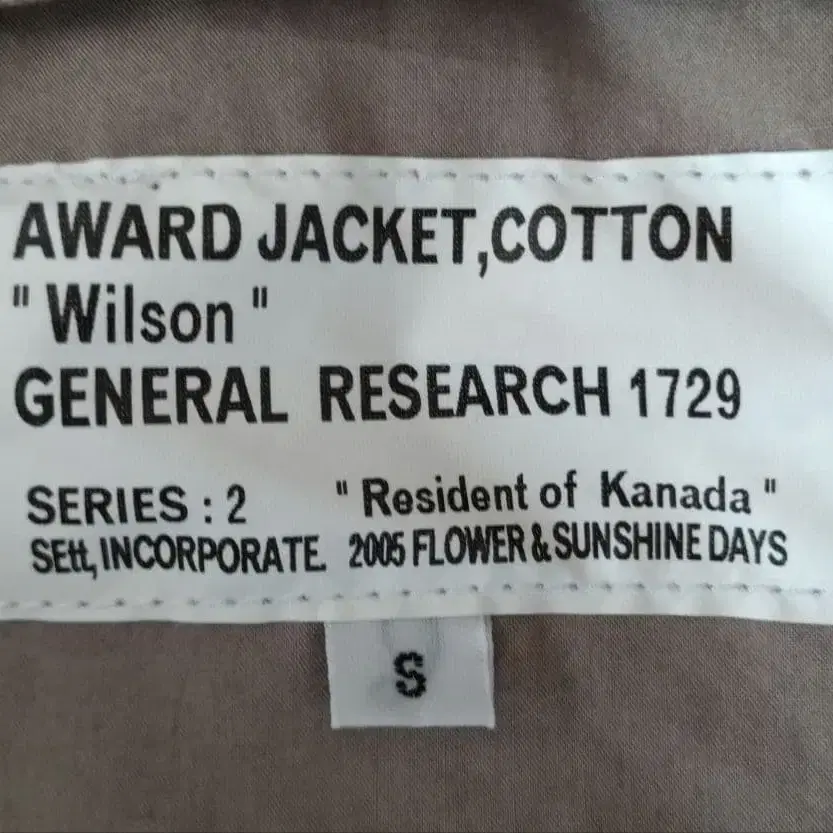 AWARD JACKET,COTTON
" Wilson "
GENERAL RESEARCH 1729
SERIES : 2 " Resident of Kanada "
SEtt, INCORPORATE. 2005 FLOWER & SUNSHINE DAYS
S